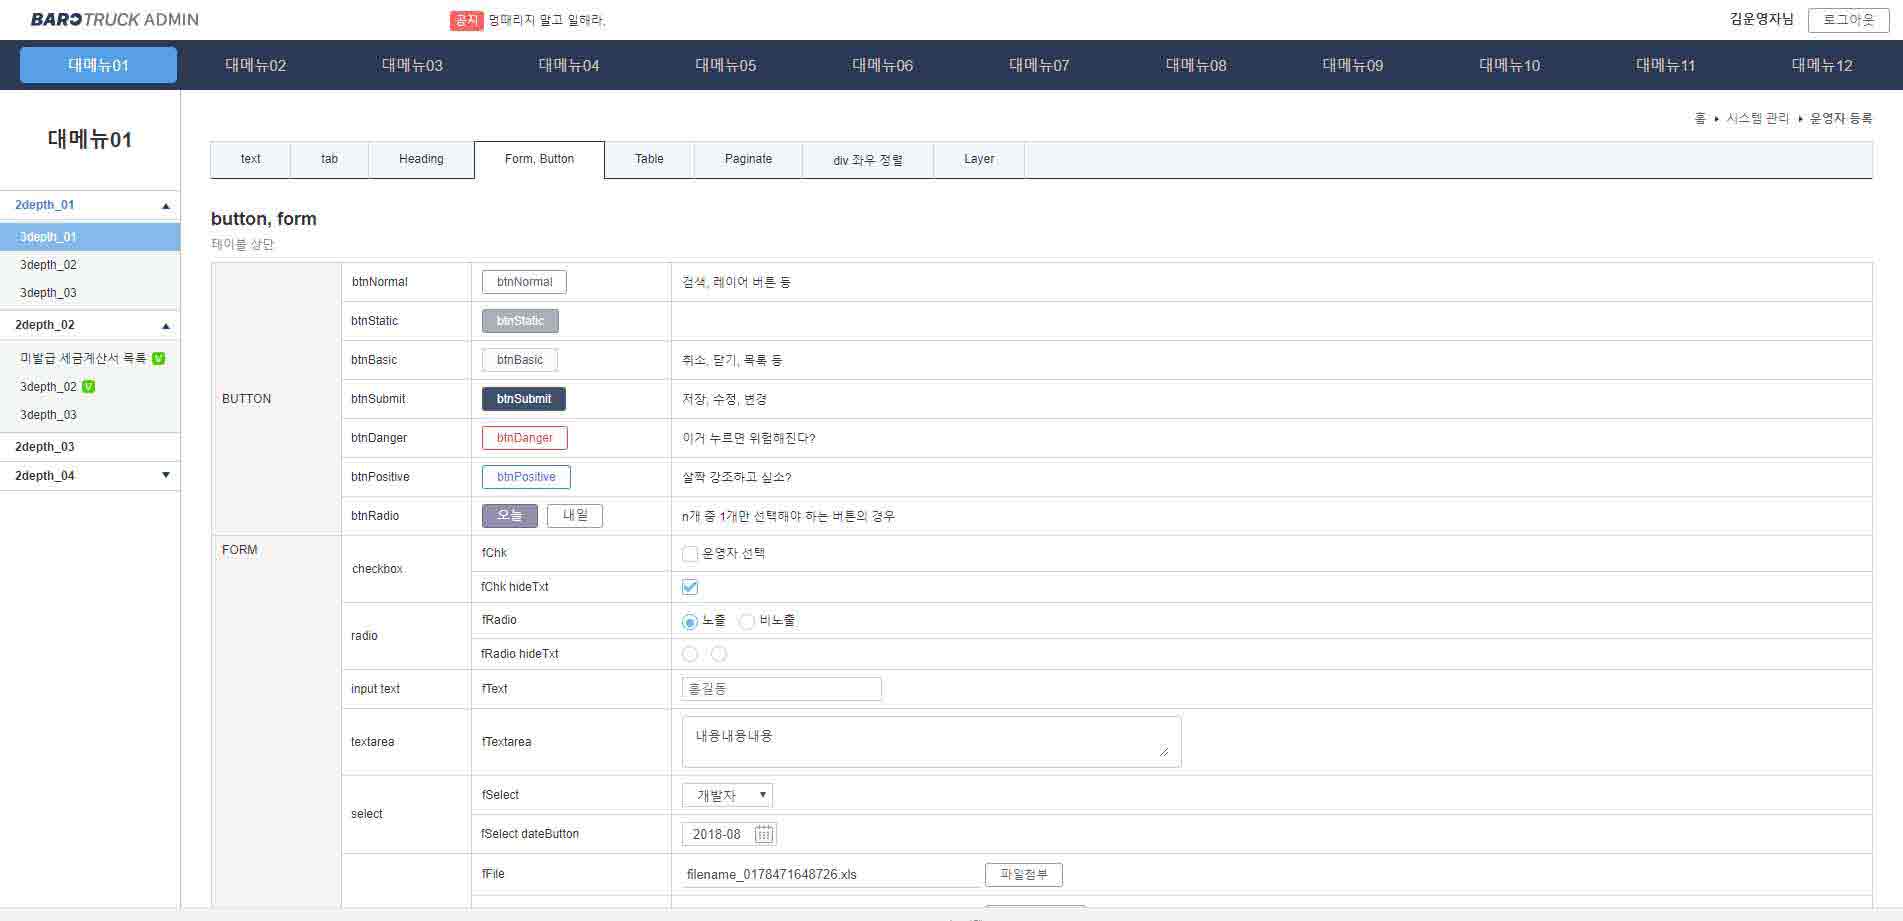 BAROTRUCK ADMIN
공지 멍때리지 말고 일해라.
김운영자님 로그아웃
대메뉴01 대메뉴02 대메뉴03 대메뉴04 대메뉴05 대메뉴06 대메뉴07 대메뉴08 대메뉴09 대메뉴10 대메뉴11 대메뉴12
대메뉴01
2depth_01
3depth_01
3depth_02
3depth_03
2depth_02
미발급 세금계산서 목록
3depth_02
3depth_03
2depth_03
2depth_04
홈 시스템 관리 운영자 등록
text tab Heading Form, Button Table Paginate div 좌우 정렬 Layer
button, form
테이블 상단
BUTTON
btnNormal btnNormal 검색, 레이어 버튼 등
btnStatic btnStatic
btnBasic btnBasic 취소, 닫기, 목록 등
btnSubmit btnSubmit 저장, 수정, 변경
btnDanger btnDanger 이거 누르면 위험해진다?
btnPositive btnPositive 살짝 강조하고 싶소?
btnRadio 오늘 내일 n개 중 1개만 선택해야 하는 버튼의 경우
FORM
checkbox
fChk 운영자 선택
fChk hideTxt
radio
fRadio 노출 비노출
fRadio hideTxt
input text fText 홍길동
textarea fTextarea 내용내용내용
select
fSelect 개발자
fSelect dateButton 2018-08
fFile filename_0178471648726.xls 파일첨부